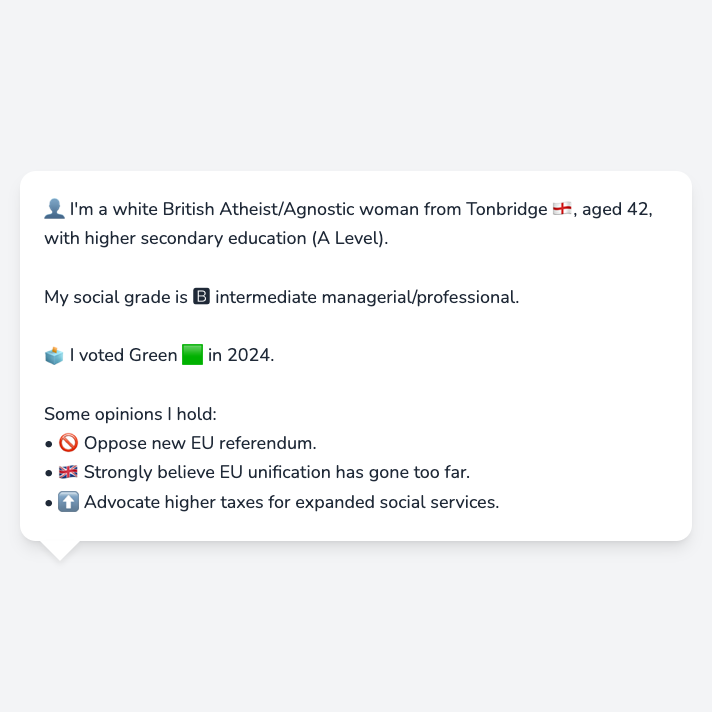 👤 I'm a white British Atheist/Agnostic woman from Tonbridge 🏴󠁧󠁢󠁥󠁮󠁧󠁿, aged 42,
with higher secondary education (A Level).
My social grade is 🅱 intermediate managerial/professional.
🗳️ I voted Green 🟩 in 2024.
Some opinions I hold:
• 🚫 Oppose new EU referendum.
• 🇬🇧 Strongly believe EU unification has gone too far.
• ⬆️ Advocate higher taxes for expanded social services.